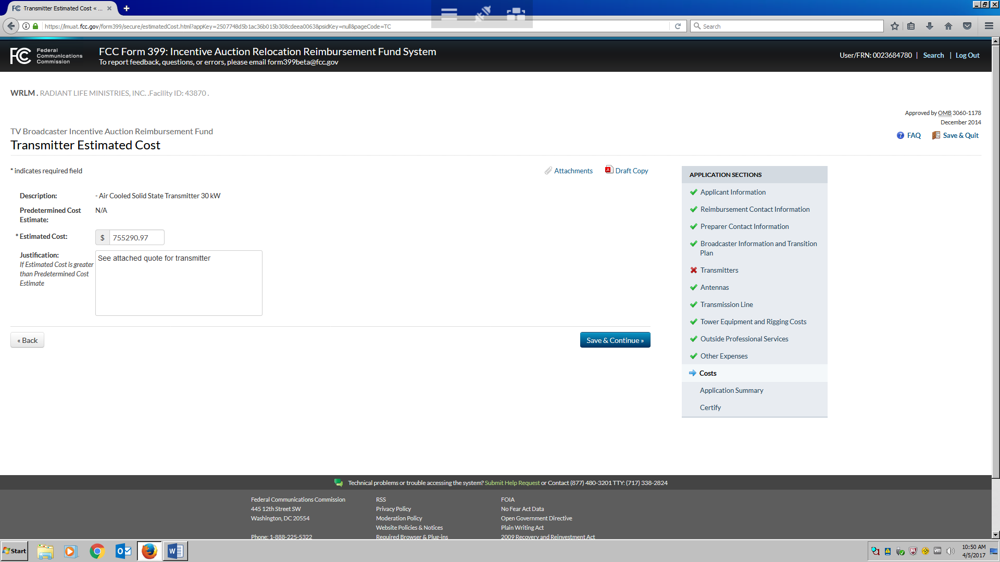 Transmitter Estimated Cost « ...
https://lmuat.fcc.gov/form399/secure/estimatedCost.html?appKey=2507748d5b1ac36b015b308cdeea0063&psidKey=null&pageCode=TC
Search
FCC Federal Communications Commission
FCC Form 399: Incentive Auction Relocation Reimbursement Fund System
To report feedback, questions, or errors, please email form399beta@fcc.gov
User/FRN: 0023684780 | Search | Log Out
WRLM . RADIANT LIFE MINISTRIES, INC. .Facility ID: 43870 .
Approved by OMB 3060-1178
December 2014
FAQ Save & Quit
TV Broadcaster Incentive Auction Reimbursement Fund
Transmitter Estimated Cost
* indicates required field
Attachments Draft Copy
Description: - Air Cooled Solid State Transmitter 30 kW
Predetermined Cost Estimate: N/A
* Estimated Cost: $ 755290.97
Justification:
If Estimated Cost is greater
than Predetermined Cost
Estimate
See attached quote for transmitter
« Back
Save & Continue »
APPLICATION SECTIONS
Applicant Information
Reimbursement Contact Information
Preparer Contact Information
Broadcaster Information and Transition
Plan
Transmitters
Antennas
Transmission Line
Tower Equipment and Rigging Costs
Outside Professional Services
Other Expenses
Costs
Application Summary
Certify
Technical problems or trouble accessing the system? Submit Help Request or Contact (877) 480-3201 TTY: (717) 338-2824
Federal Communications Commission
445 12th Street SW
Washington, DC 20554
Phone: 1-888-225-5322
RSS
Privacy Policy
Moderation Policy
Website Policies & Notices
Required Browser & Plug-ins
FOIA
No Fear Act Data
Open Government Directive
Plain Writing Act
2009 Recovery and Reinvestment Act
Start
10:50 AM
4/5/2017